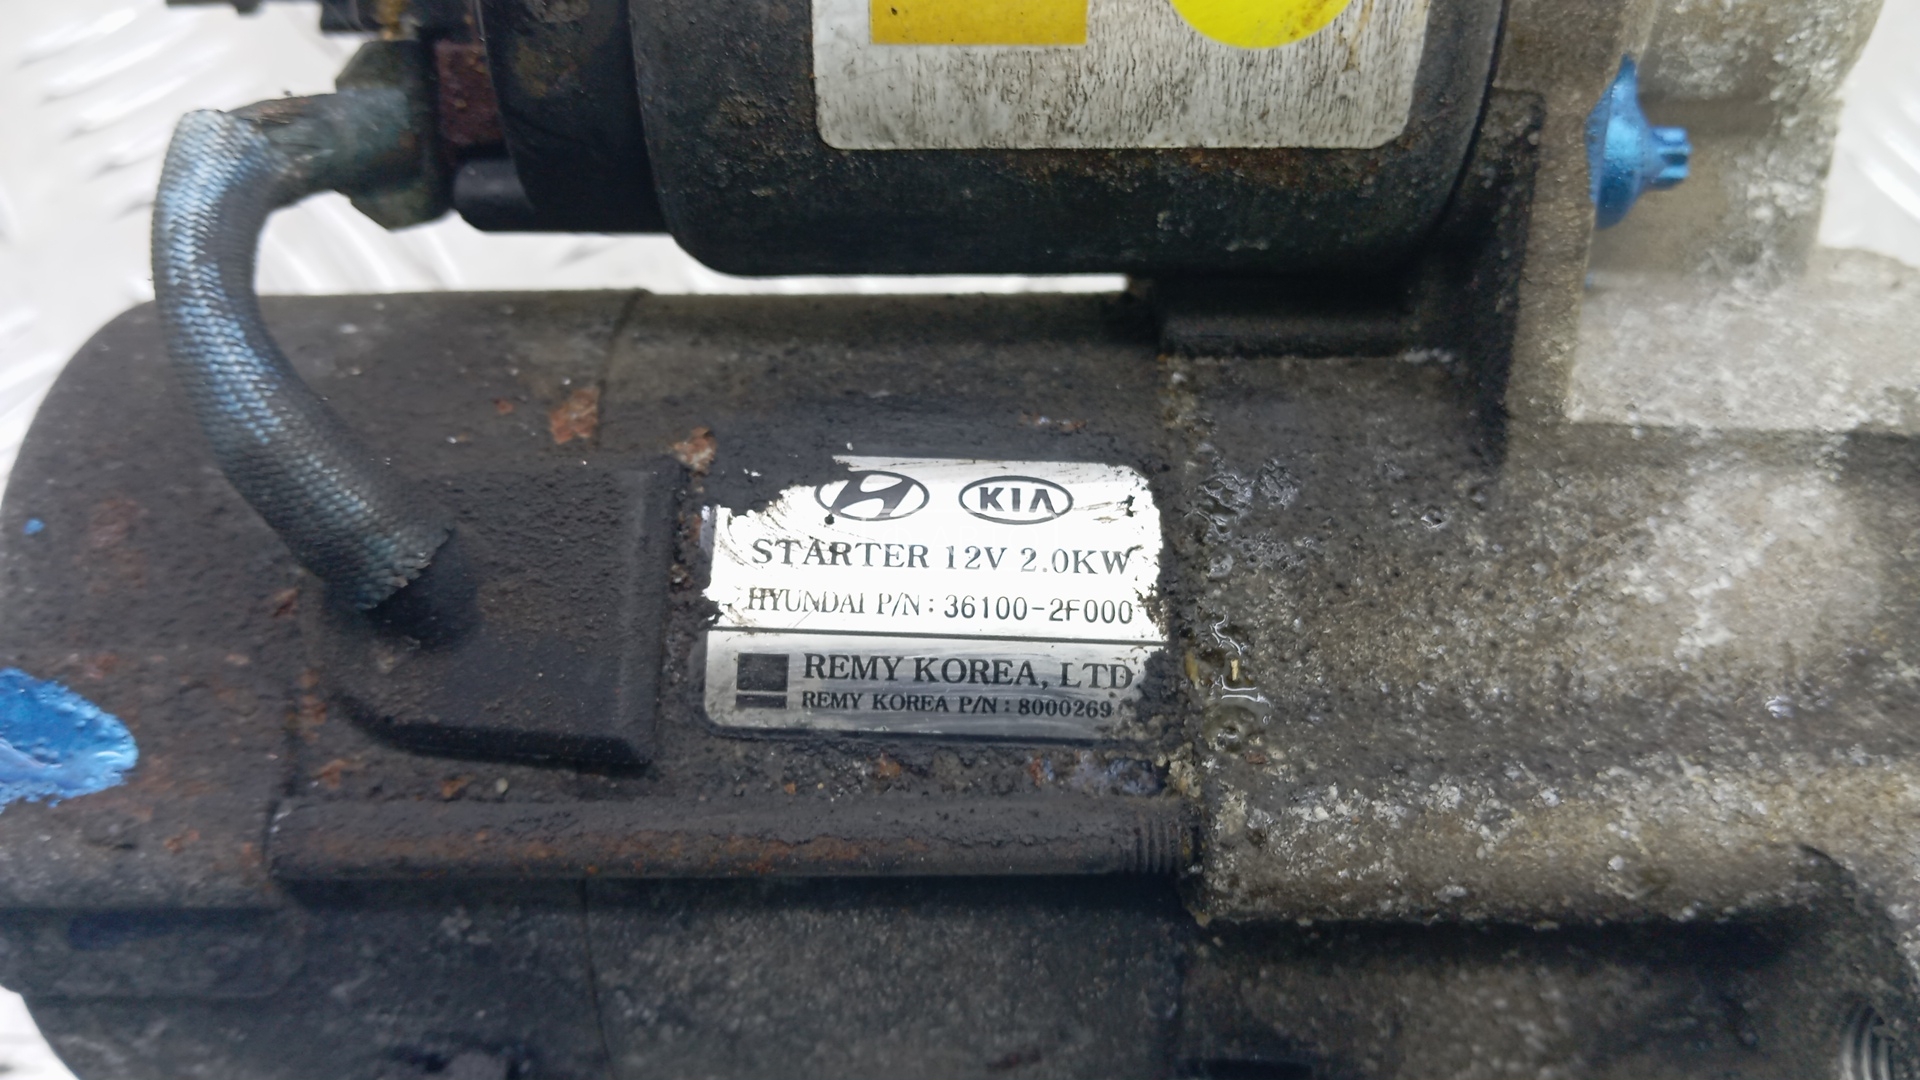 KIA
STARTER 12V 2.0KW
HYUNDAI P/N : 36100-2F000
REMY KOREA, LTD
REMY KOREA P/N : 8000269